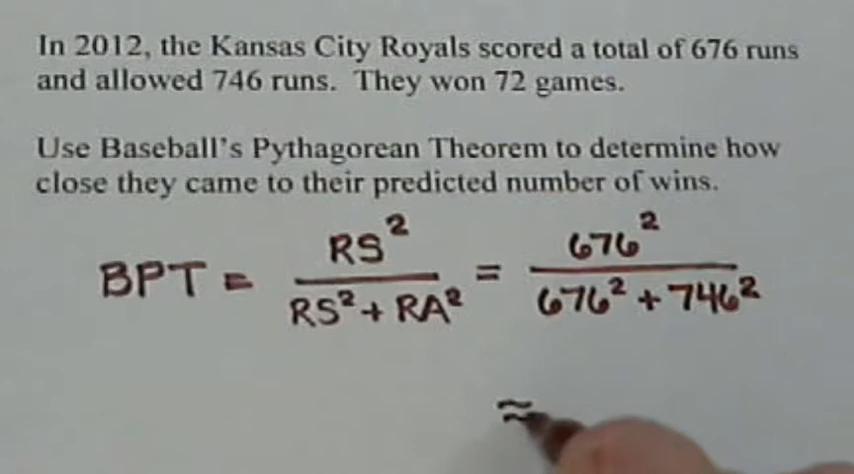 In 2012, the Kansas City Royals scored a total of 676 runs
and allowed 746 runs. They won 72 games.
Use Baseball's Pythagorean Theorem to determine how
close they came to their predicted number of wins.
BPT = RS² / (RS² + RA²) = 676² / (676² + 746²)
≈